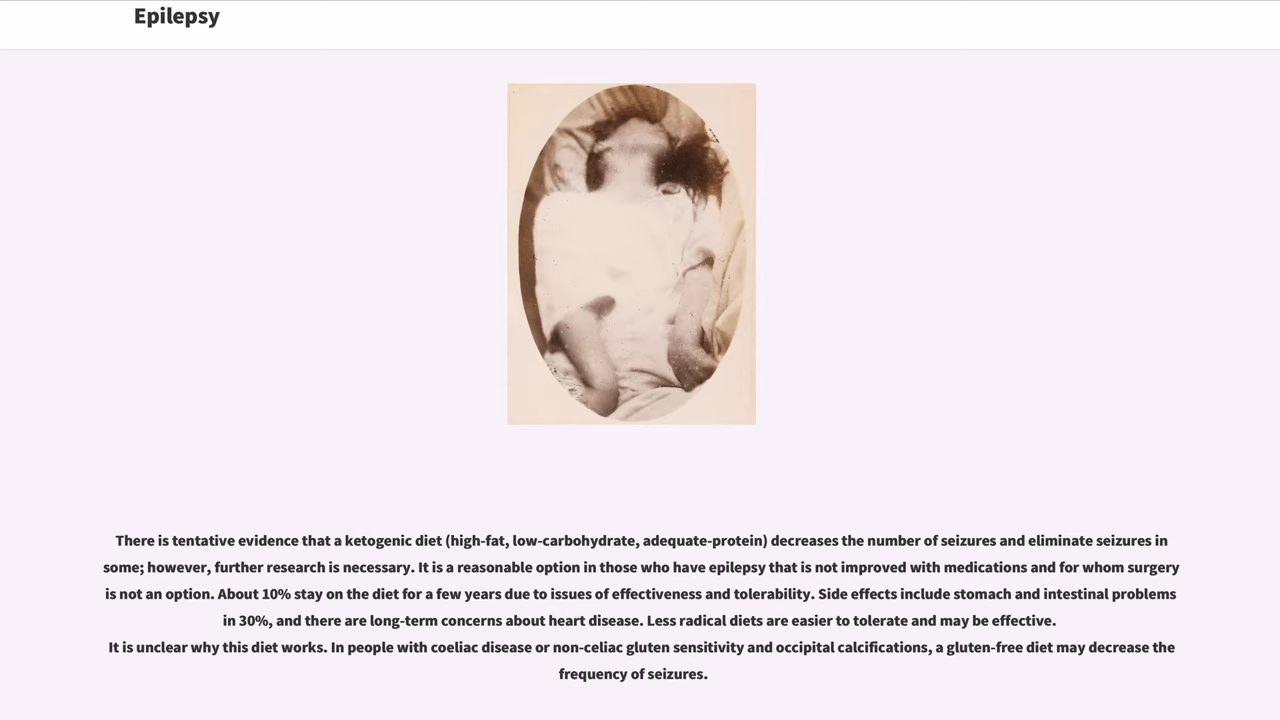 Epilepsy
There is tentative evidence that a ketogenic diet (high-fat, low-carbohydrate, adequate-protein) decreases the number of seizures and eliminate seizures in
some; however, further research is necessary. It is a reasonable option in those who have epilepsy that is not improved with medications and for whom surgery
is not an option. About 10% stay on the diet for a few years due to issues of effectiveness and tolerability. Side effects include stomach and intestinal problems
in 30%, and there are long-term concerns about heart disease. Less radical diets are easier to tolerate and may be effective.
It is unclear why this diet works. In people with coeliac disease or non-celiac gluten sensitivity and occipital calcifications, a gluten-free diet may decrease the
frequency of seizures.